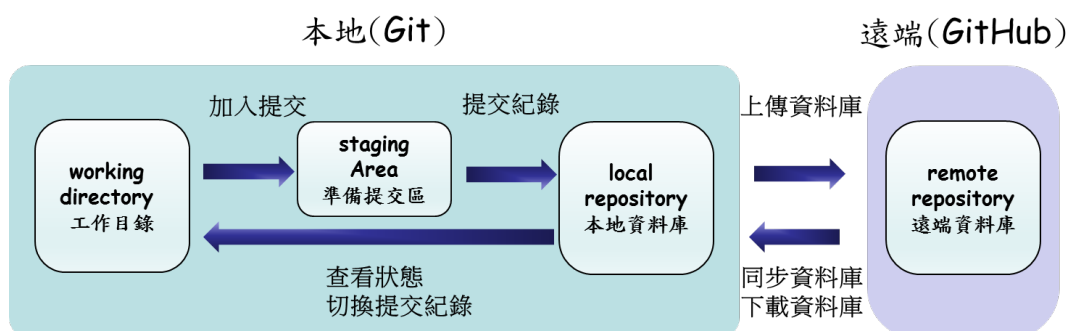 本地(Git)
遠端(GitHub)
加入提交
提交紀錄
上傳資料庫
working
directory
工作目錄
staging
Area
準備提交區
local
repository
本地資料庫
remote
repository
遠端資料庫
查看狀態
切換提交紀錄
同步資料庫
下載資料庫